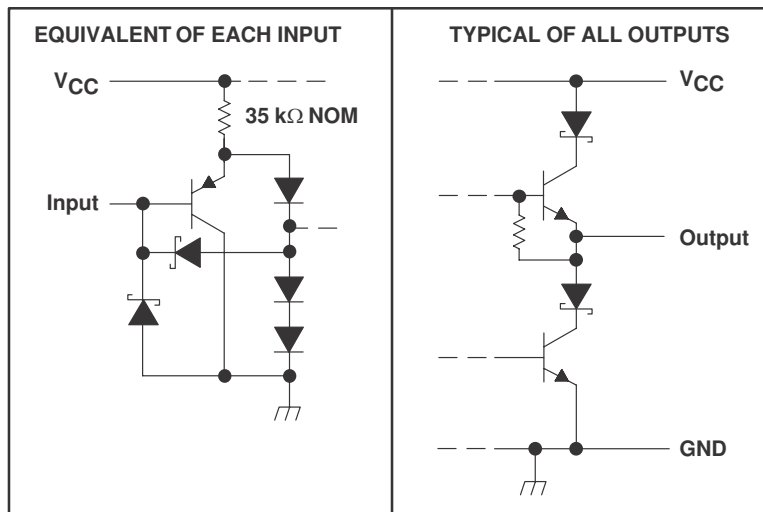 EQUIVALENT OF EACH INPUT
VCC
35 kΩ NOM
Input
TYPICAL OF ALL OUTPUTS
VCC
Output
GND